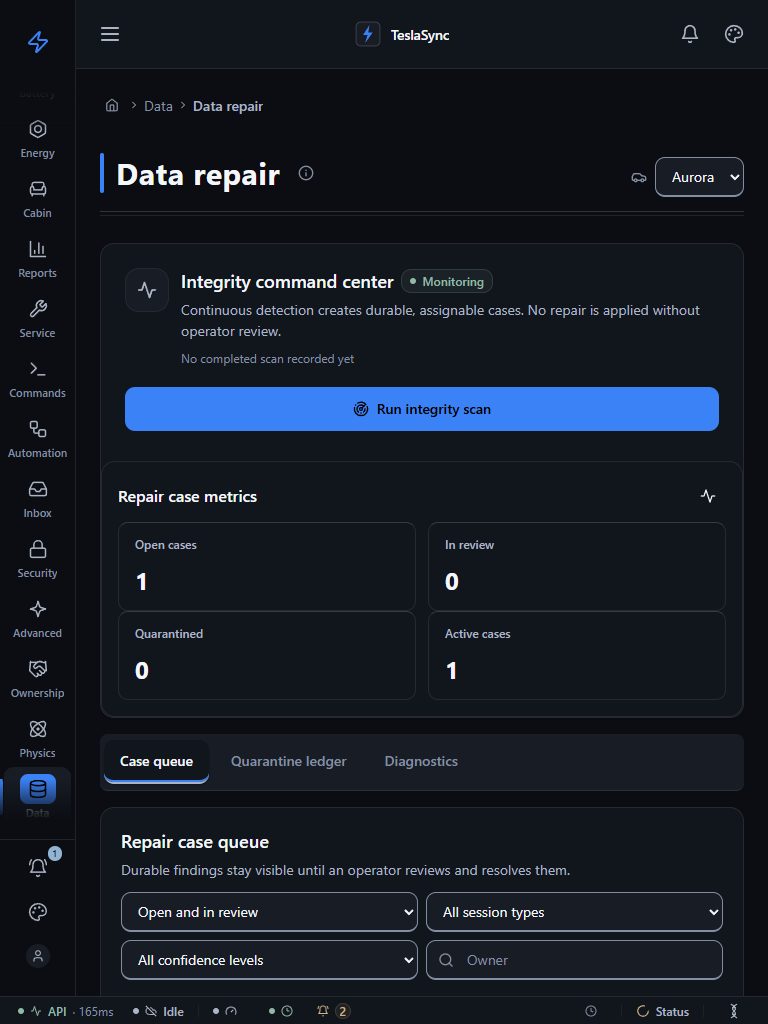 TeslaSync
Battery
Energy
Cabin
Reports
Service
Commands
Automation
Inbox
Security
Advanced
Ownership
Physics
Data
1
Data
Data repair
Data repair
Aurora
Integrity command center
Monitoring
Continuous detection creates durable, assignable cases. No repair is applied without
operator review.
No completed scan recorded yet
Run integrity scan
Repair case metrics
Open cases
1
In review
0
Quarantined
0
Active cases
1
Case queue
Quarantine ledger
Diagnostics
Repair case queue
Durable findings stay visible until an operator reviews and resolves them.
Open and in review
All session types
All confidence levels
Owner
API · 165ms
Idle
2
Status